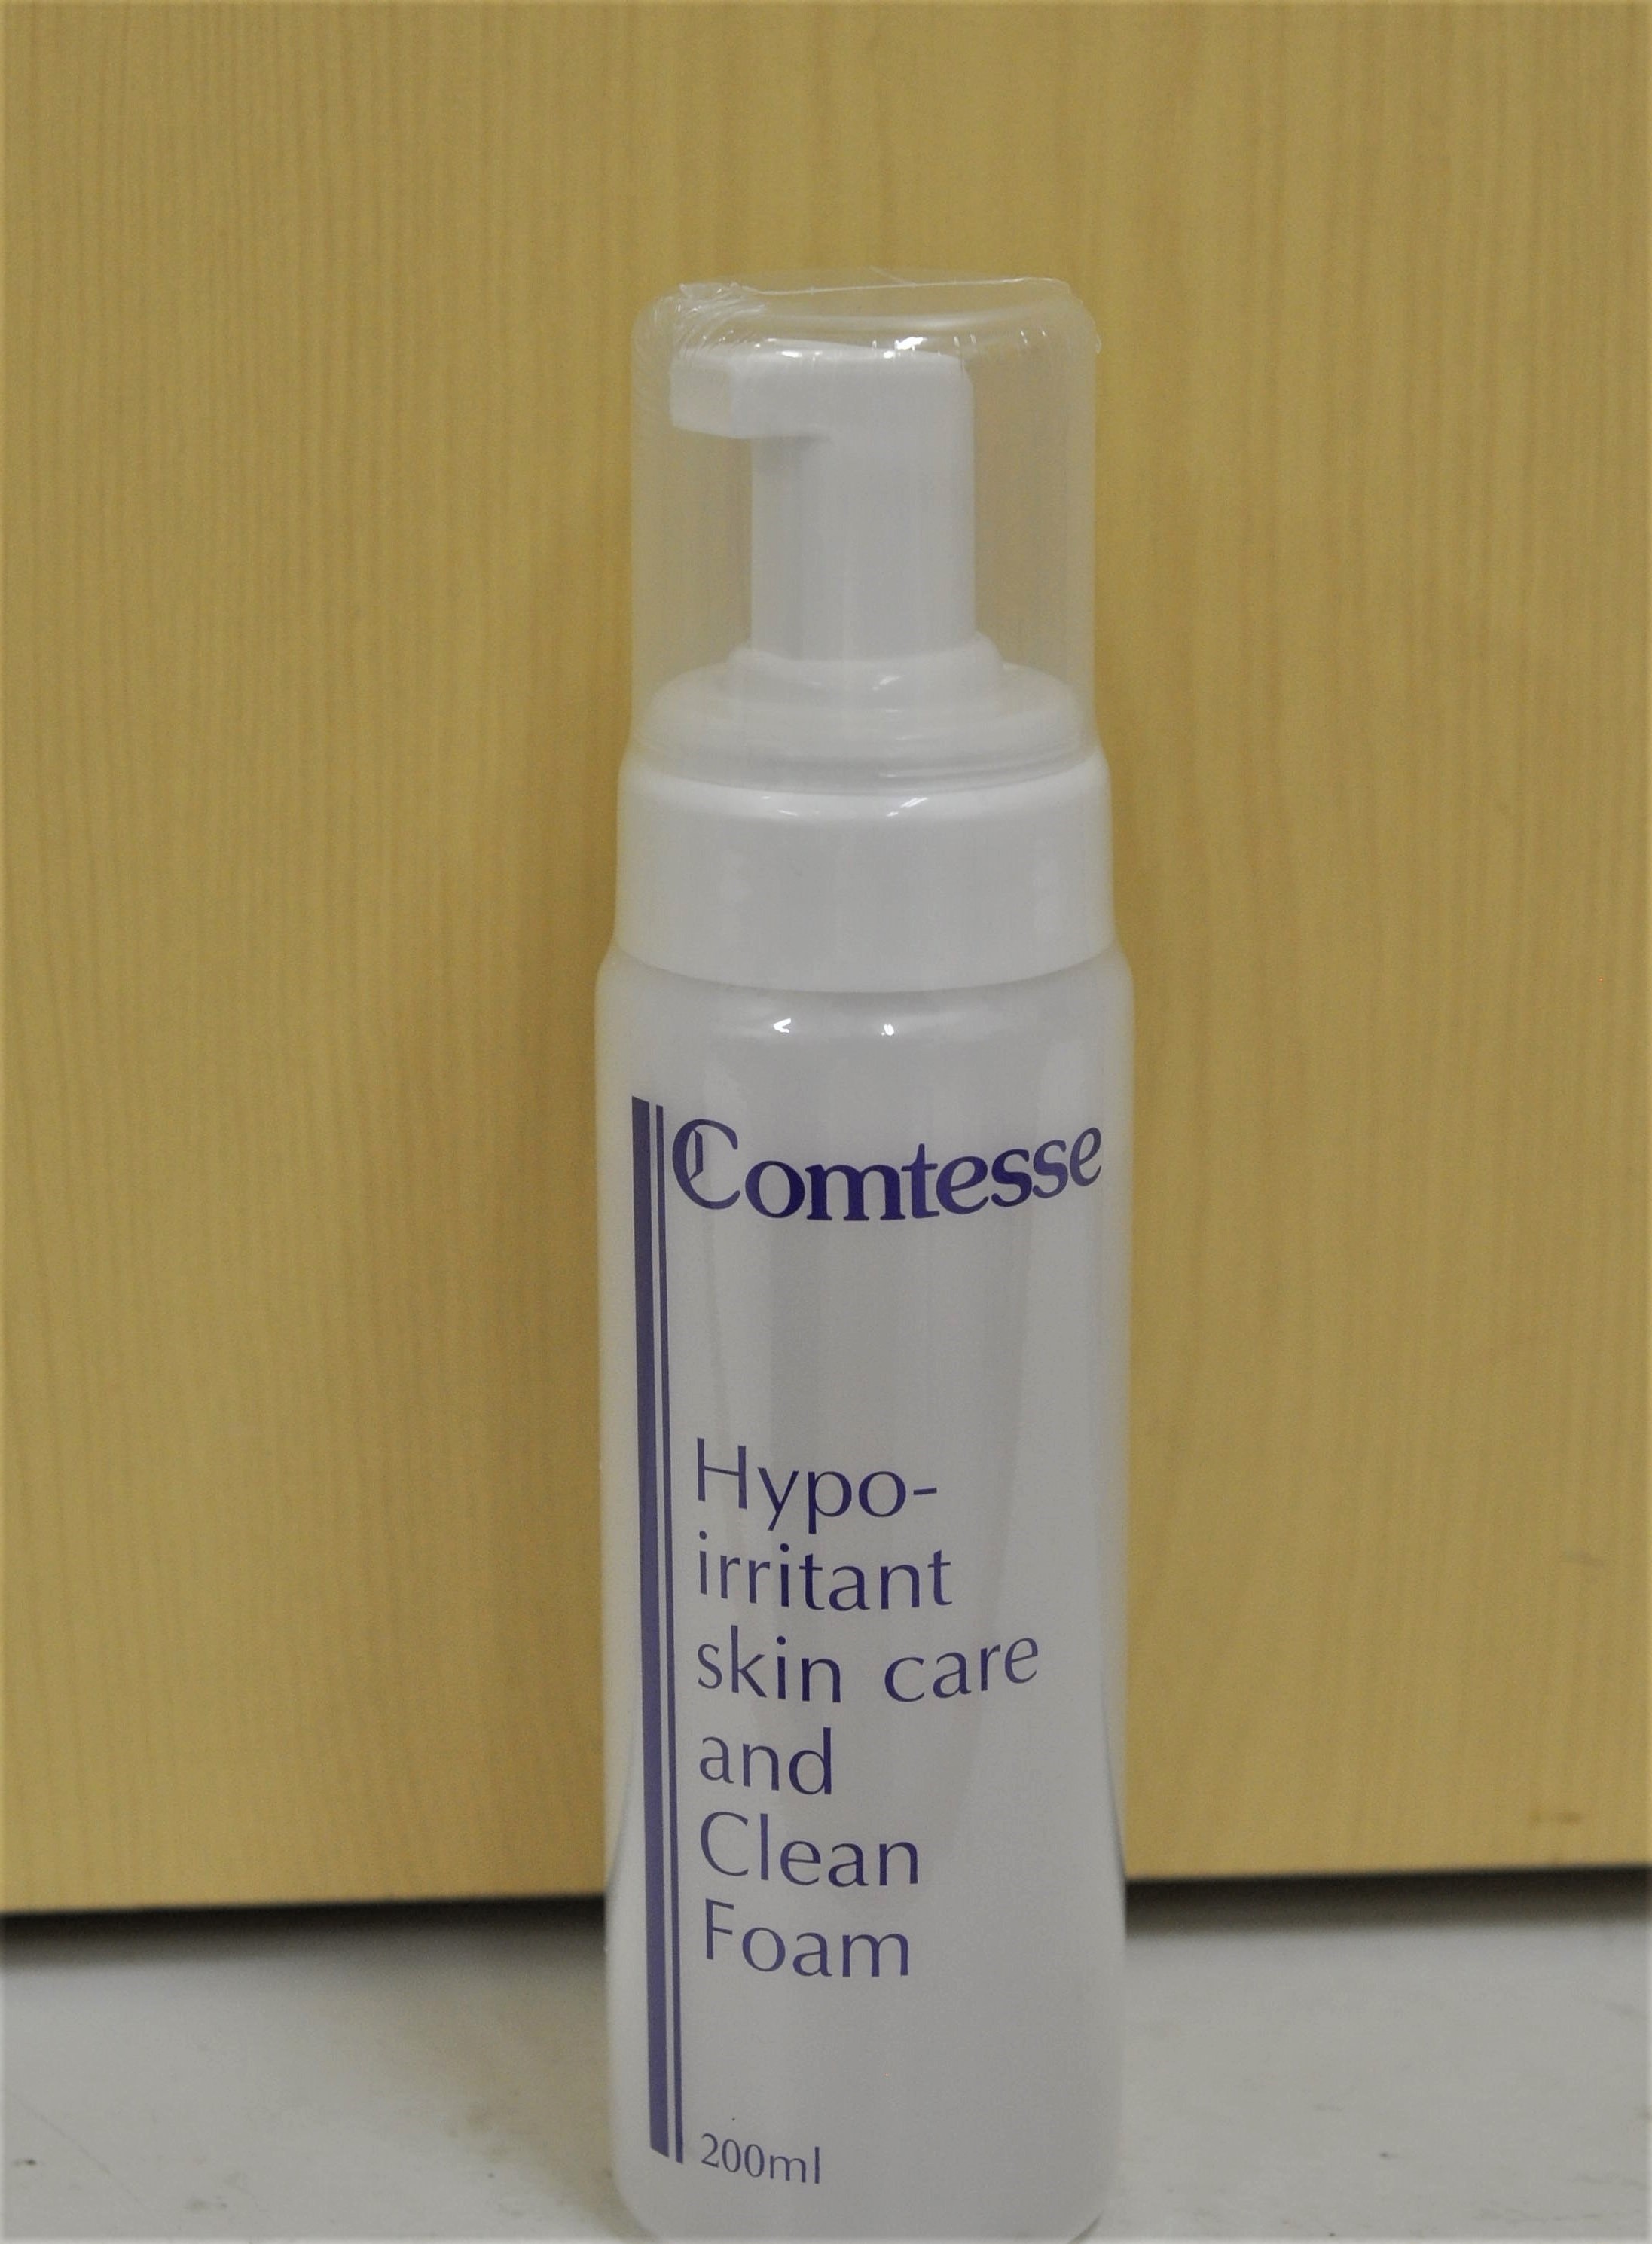 Comtesse
Hypo-
irritant
skin care
and
Clean
Foam
200ml